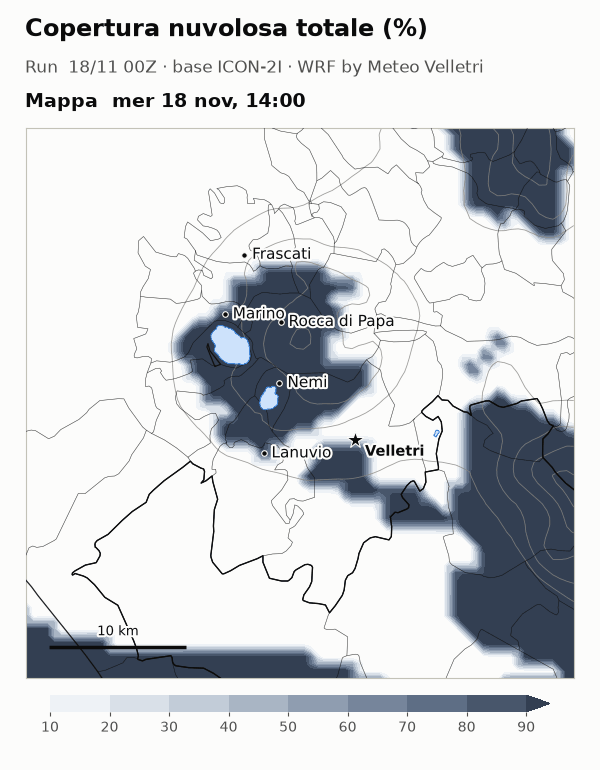 Copertura nuvolosa totale (%)
Run  18/11 00Z · base ICON-2I · WRF by Meteo Velletri
Mappa  mer 18 nov, 14:00
Frascati
Marino
Rocca di Papa
Nemi
Velletri
Lanuvio
10 km
10 20 30 40 50 60 70 80 90